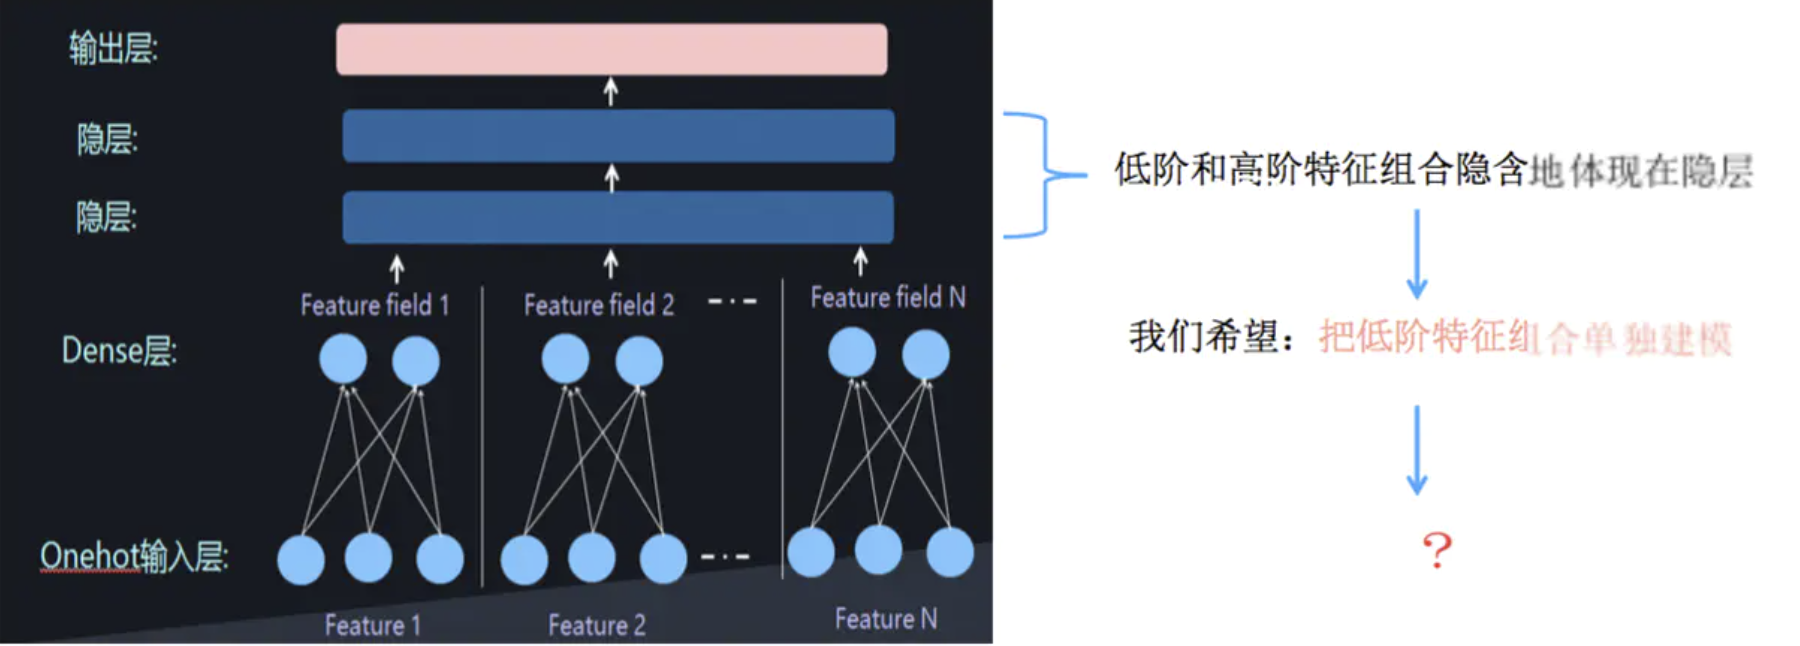 输出层:
隐层:
隐层:
Feature field 1
Feature field 2
Feature field N
Dense层:
Onehot输入层:
Feature 1
Feature 2
Feature N
低阶和高阶特征组合隐含地体现在隐层
我们希望：把低阶特征组合单独建模
？